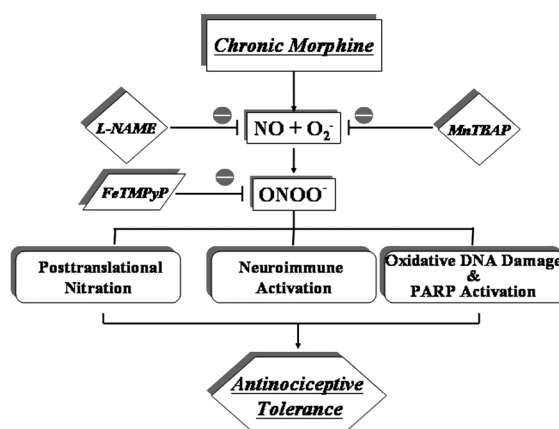 Chronic Morphine
L-NAME
NO + O₂⁻
MnTBAP
FeTMPyP
ONOO⁻
Posttranslational
Nitration
Neuroimmune
Activation
Oxidative DNA Damage
&
PARP Activation
Antinociceptive
Tolerance